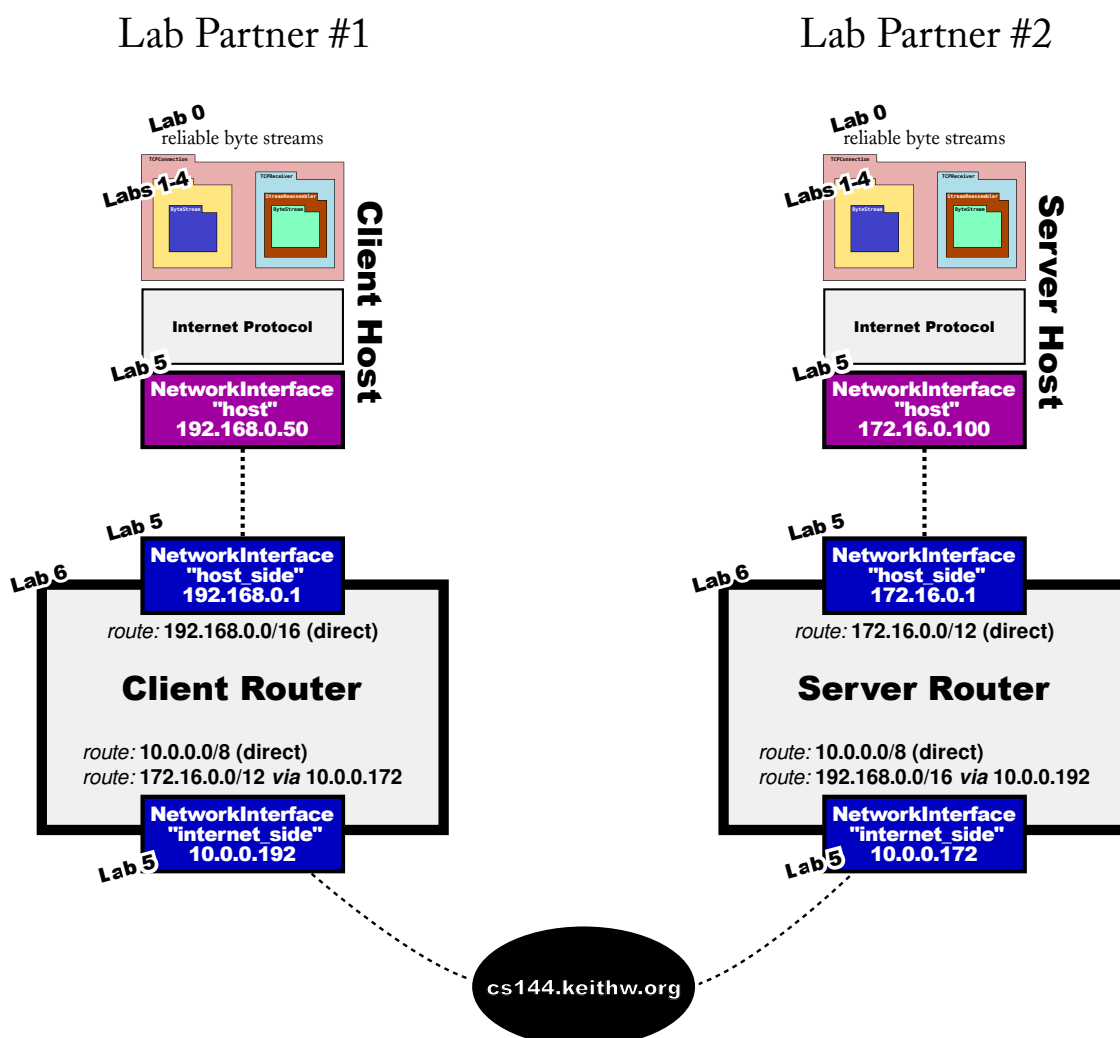 Lab Partner #1
Lab 0
reliable byte streams
TCPConnection
Labs 1-4
ByteStream
TCPReceiver
StreamReassembler
ByteStream
Client Host
Internet Protocol
Lab 5
NetworkInterface
"host"
192.168.0.50
Lab 5
NetworkInterface
"host_side"
192.168.0.1
Lab 6
route: 192.168.0.0/16 (direct)
Client Router
route: 10.0.0.0/8 (direct)
route: 172.16.0.0/12 via 10.0.0.172
NetworkInterface
"internet_side"
10.0.0.192
Lab 5
Lab Partner #2
Lab 0
reliable byte streams
TCPConnection
Labs 1-4
ByteStream
TCPReceiver
StreamReassembler
ByteStream
Server Host
Internet Protocol
Lab 5
NetworkInterface
"host"
172.16.0.100
Lab 5
NetworkInterface
"host_side"
172.16.0.1
Lab 6
route: 172.16.0.0/12 (direct)
Server Router
route: 10.0.0.0/8 (direct)
route: 192.168.0.0/16 via 10.0.0.192
NetworkInterface
"internet_side"
10.0.0.172
Lab 5
cs144.keithw.org